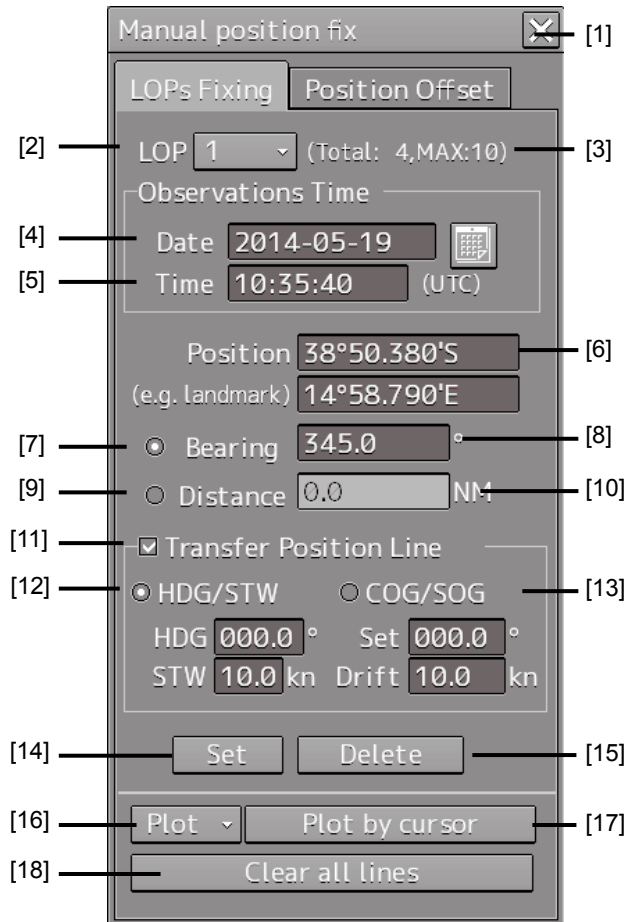 Manual position fix [1]
LOPs Fixing Position Offset
[2] LOP 1 (Total: 4,MAX:10) [3]
Observations Time
[4] Date 2014-05-19
[5] Time 10:35:40 (UTC)
Position 38°50.380'S [6]
(e.g. landmark) 14°58.790'E
[7] Bearing 345.0 ° [8]
[9] Distance 0.0 NM [10]
[11] Transfer Position Line
[12] HDG/STW COG/SOG [13]
HDG 000.0 ° Set 000.0 °
STW 10.0 kn Drift 10.0 kn
[14] Set Delete [15]
[16] Plot Plot by cursor [17]
[18] Clear all lines